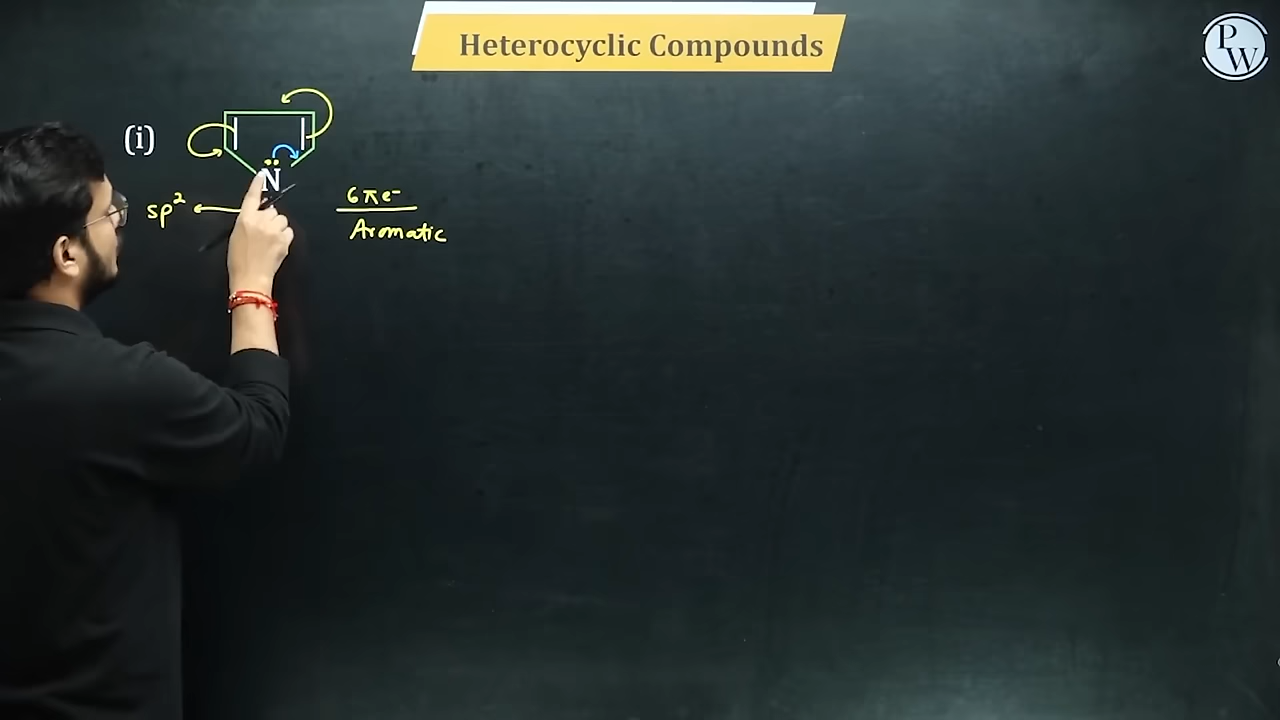 Heterocyclic Compounds
PW
(i)
N
sp²
6πe⁻
Aromatic